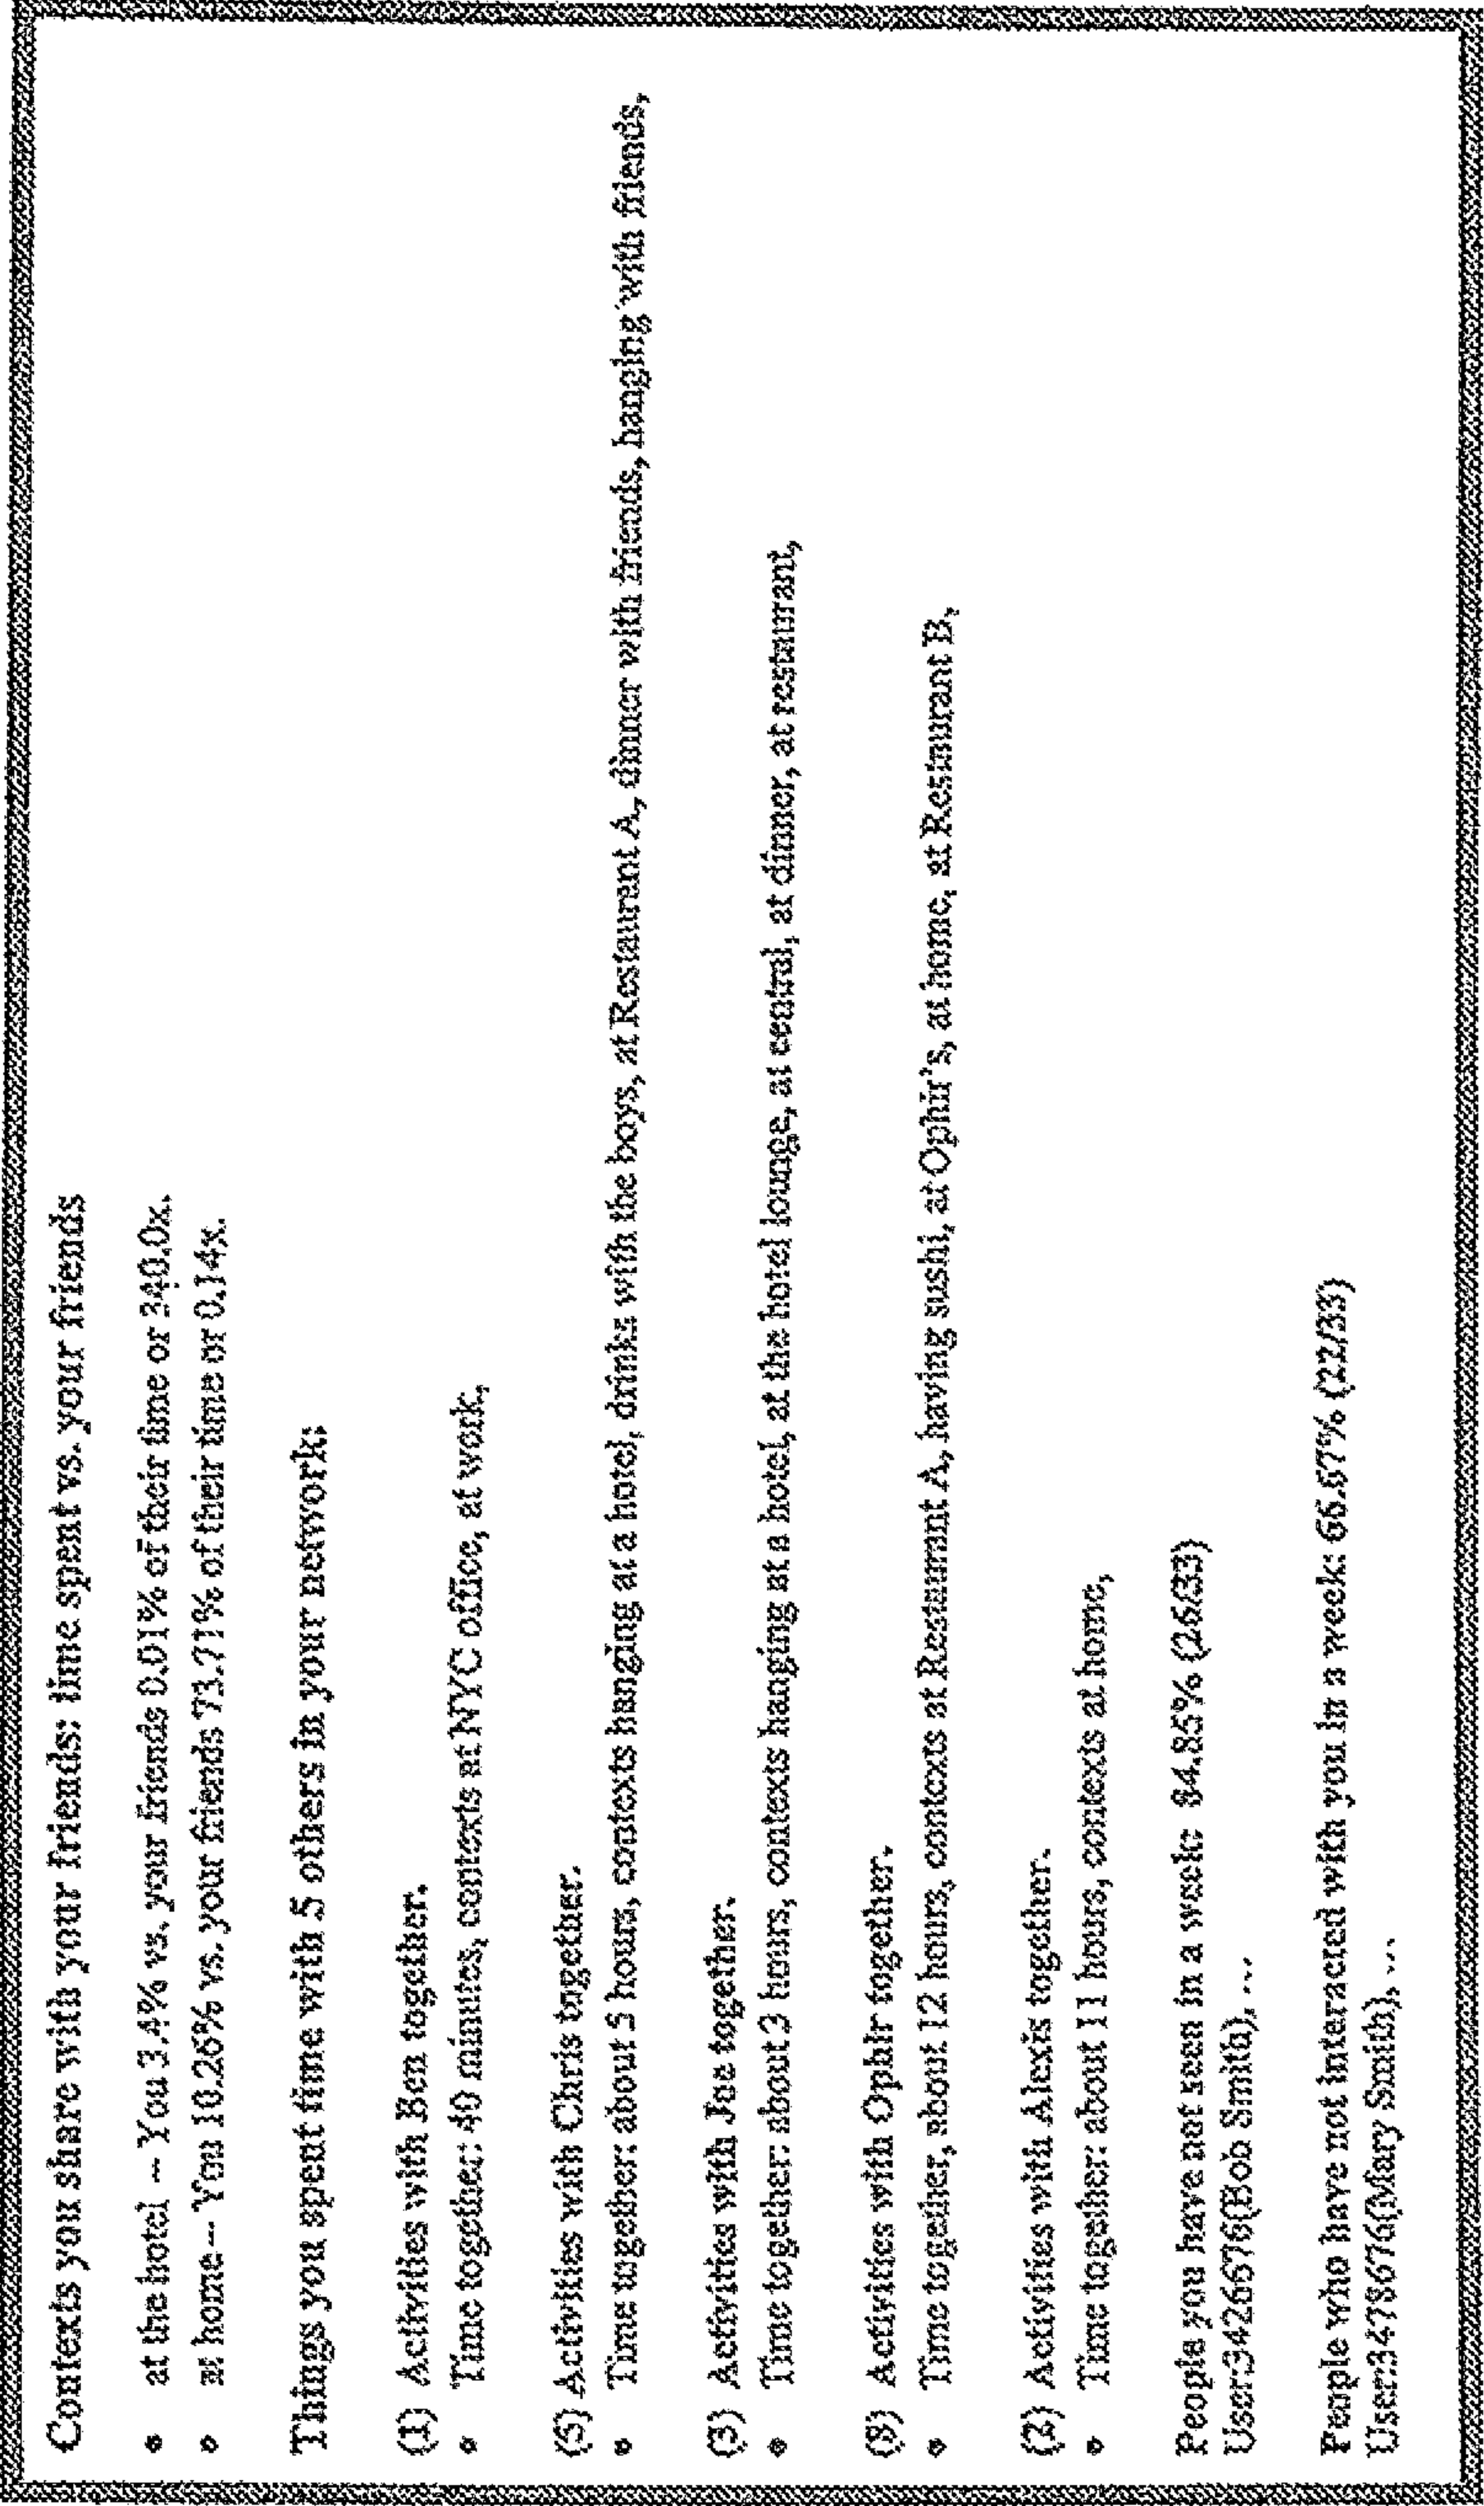 Contexts you share with your friends: time spent vs. your friends
• at the hotel -- You 3.4% vs. your friends 0.01% of their time or 340.0x.
• at home -- You 10.26% vs. your friends 73.71% of their time or 0.14x.
Things you spent time with 5 others in your network:
(1) Activities with Ben together.
• Time together: 40 minutes, contexts at NYC office, at work,
(5) Activities with Chris together.
• Time together: about 5 hours, contexts hanging at a hotel, drinks with the boys, at Restaurant A, dinner with friends, hanging with friends,
(3) Activities with Joe together.
• Time together: about 3 hours, contexts hanging at a hotel, at the hotel lounge, at central, at dinner, at restaurant,
Activities with Ophir together.
• Time together, about 12 hours, contexts at Restaurant A, having sushi, at Ophir's, at home, at Restaurant B,
(2) Activities with Alexis together.
• Time together: about 11 hours, contexts at home,
People you have not seen in a week: 84.85% (26/33)
User:3426676(Bob Smith), ...
People who have not interacted with you in a week: 66.67% (22/33)
User:3478676(Mary Smith), ...